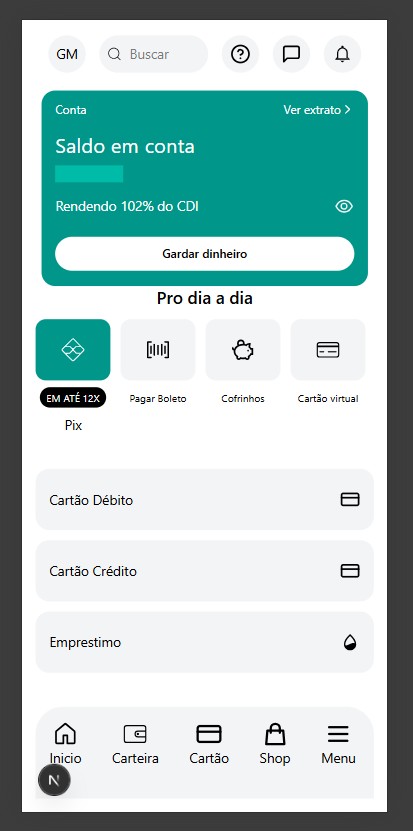 GM
Buscar
Conta
Ver extrato
Saldo em conta
Rendendo 102% do CDI
Gardar dinheiro
Pro dia a dia
EM ATÉ 12X
Pix
Pagar Boleto
Cofrinhos
Cartão virtual
Cartão Débito
Cartão Crédito
Emprestimo
Inicio
Carteira
Cartão
Shop
Menu
N